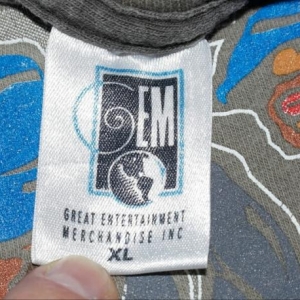 GEM
GREAT ENTERTAINMENT
MERCHANDISE INC
XL